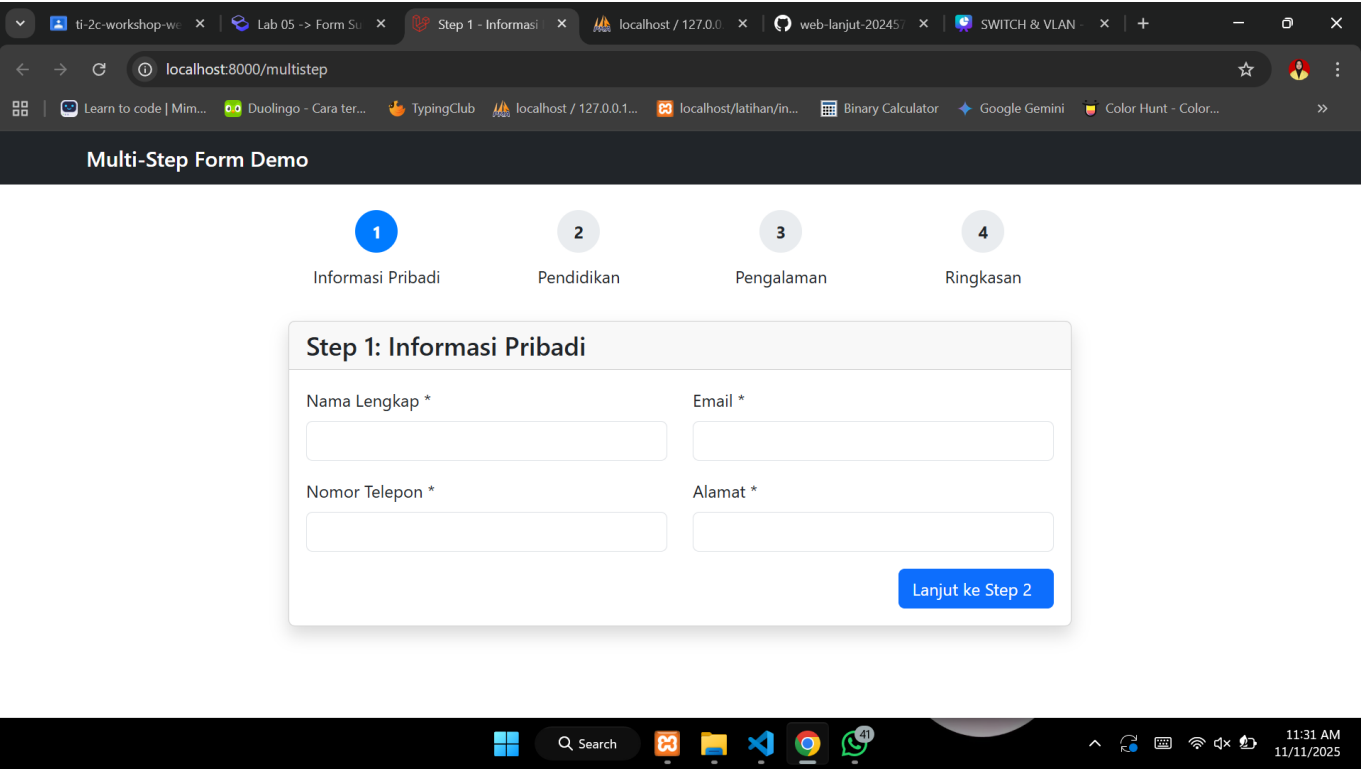 ti-2c-workshop-we
Lab 05 -> Form Su
Step 1 - Informasi
localhost / 127.0.0.
web-lanjut-202457
SWITCH & VLAN -
localhost:8000/multistep
Learn to code | Mim...
Duolingo - Cara ter...
TypingClub
localhost / 127.0.0.1...
localhost/latihan/in...
Binary Calculator
Google Gemini
Color Hunt - Color...
Multi-Step Form Demo
1
2
3
4
Informasi Pribadi
Pendidikan
Pengalaman
Ringkasan
Step 1: Informasi Pribadi
Nama Lengkap *
Email *
Nomor Telepon *
Alamat *
Lanjut ke Step 2
Search
41
11:31 AM
11/11/2025